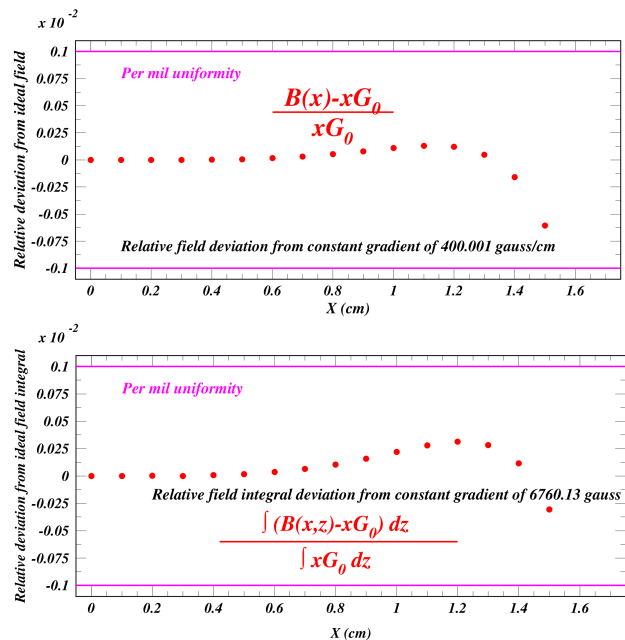 x 10 -2
Relative deviation from ideal field
0.1
0.075
0.05
0.025
0
-0.025
-0.05
-0.075
-0.1
Per mil uniformity
B(x)-xG0
xG0
Relative field deviation from constant gradient of 400.001 gauss/cm
0 0.2 0.4 0.6 0.8 1 1.2 1.4 1.6
X (cm)
x 10 -2
Relative deviation from ideal field integral
0.1
0.075
0.05
0.025
0
-0.025
-0.05
-0.075
-0.1
Per mil uniformity
Relative field integral deviation from constant gradient of 6760.13 gauss
∫ (B(x,z)-xG0) dz
∫ xG0 dz
0 0.2 0.4 0.6 0.8 1 1.2 1.4 1.6
X (cm)